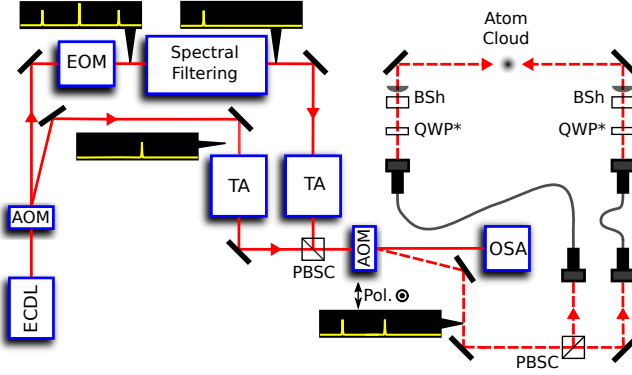 Atom
Cloud
EOM
Spectral
Filtering
BSh
BSh
QWP*
QWP*
TA
TA
AOM
AOM
OSA
PBSC
Pol.
ECDL
PBSC